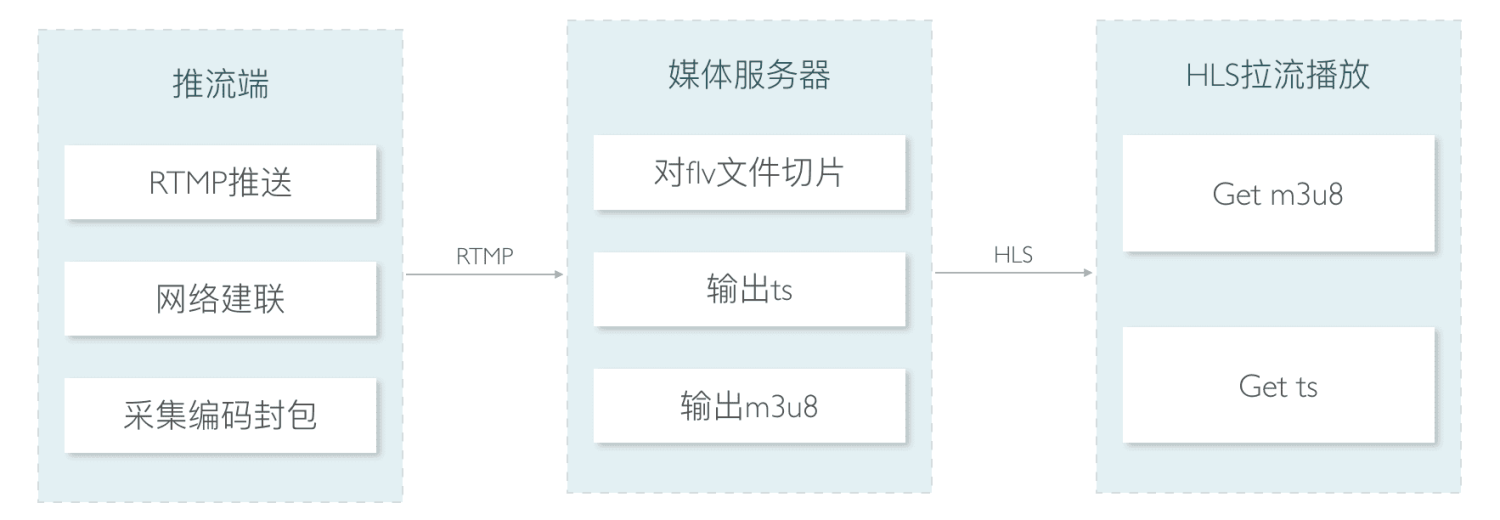 推流端
RTMP推送
网络建联
采集编码封包
RTMP
媒体服务器
对flv文件切片
输出ts
输出m3u8
HLS
HLS拉流播放
Get m3u8
Get ts